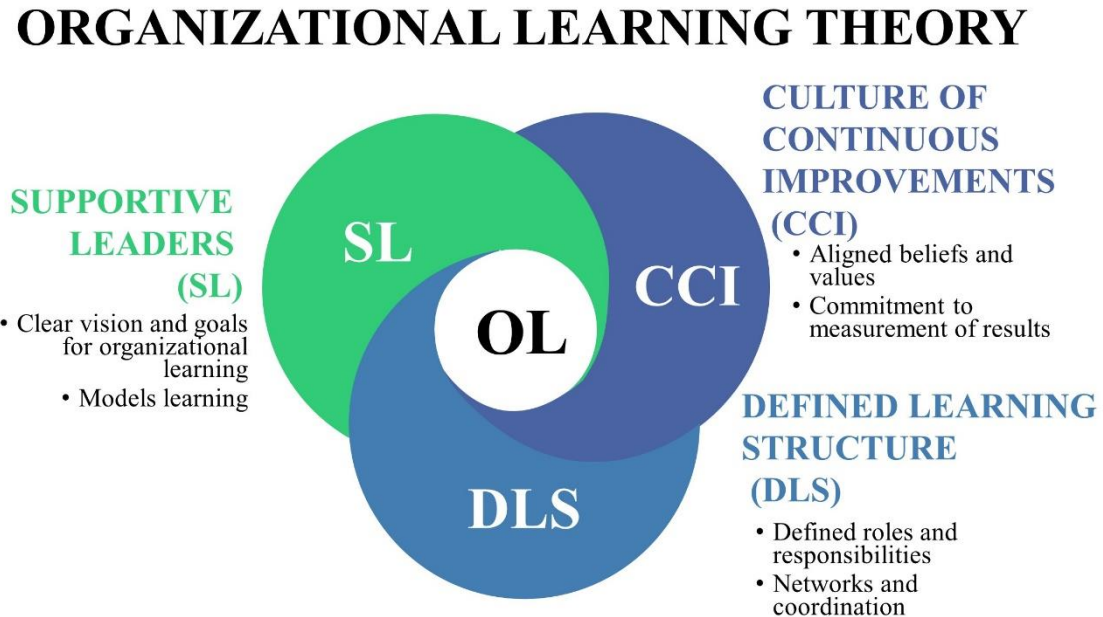 ORGANIZATIONAL LEARNING THEORY
SUPPORTIVE
LEADERS
(SL)
• Clear vision and goals
for organizational
learning
• Models learning
SL
CCI
OL
DLS
CULTURE OF
CONTINUOUS
IMPROVEMENTS
(CCI)
• Aligned beliefs and
values
• Commitment to
measurement of results
DEFINED LEARNING
STRUCTURE
(DLS)
• Defined roles and
responsibilities
• Networks and
coordination